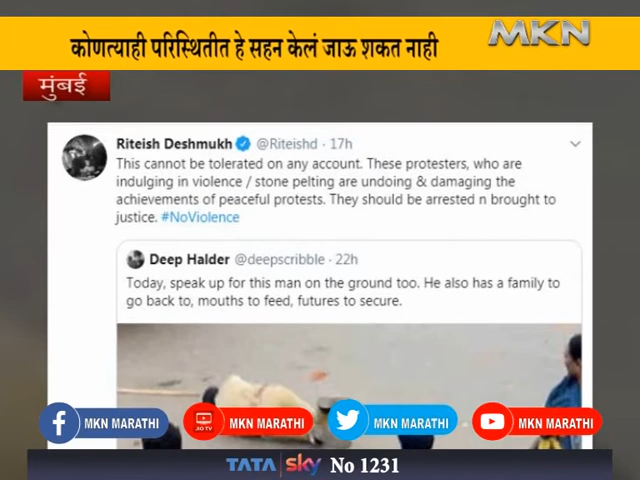 कोणत्याही परिस्थितीत हे सहन केलं जाऊ शकत नाही
MKN
मुंबई
Riteish Deshmukh @Riteishd · 17h
This cannot be tolerated on any account. These protesters, who are
indulging in violence / stone pelting are undoing & damaging the
achievements of peaceful protests. They should be arrested n brought to
justice. #NoViolence
Deep Halder @deepscribble · 22h
Today, speak up for this man on the ground too. He also has a family to
go back to, mouths to feed, futures to secure.
MKN MARATHI
JIO TV
MKN MARATHI
MKN MARATHI
MKN MARATHI
TATA sky No 1231